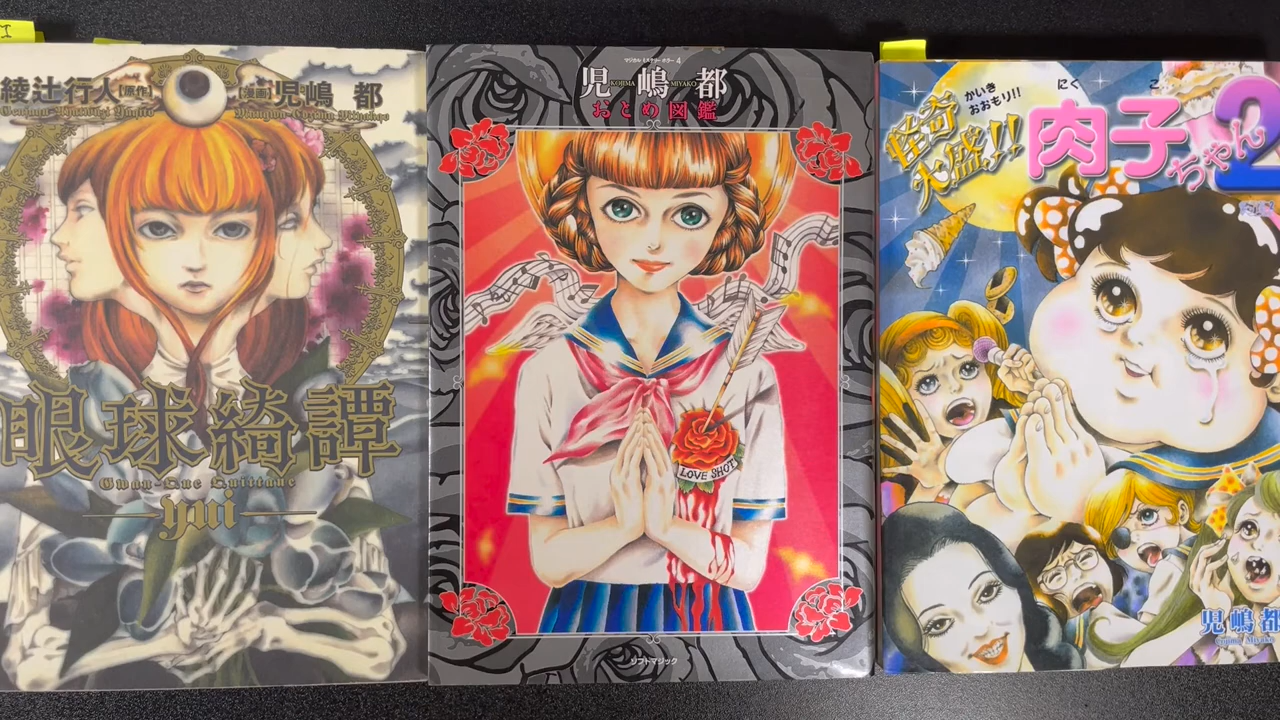 綾辻行人[原作]
[漫画]児嶋 都
眼球綺譚
yui
マジカル ミステリー ホラー 4
児嶋都
KOJIMA MIYAKO
おとめ図鑑
LOVE SHOT
ソフトマジック
かいき
おおもり!!
怪奇
大盛!!
にく こ
肉子ちゃん2
児嶋都
Kojima Miyako